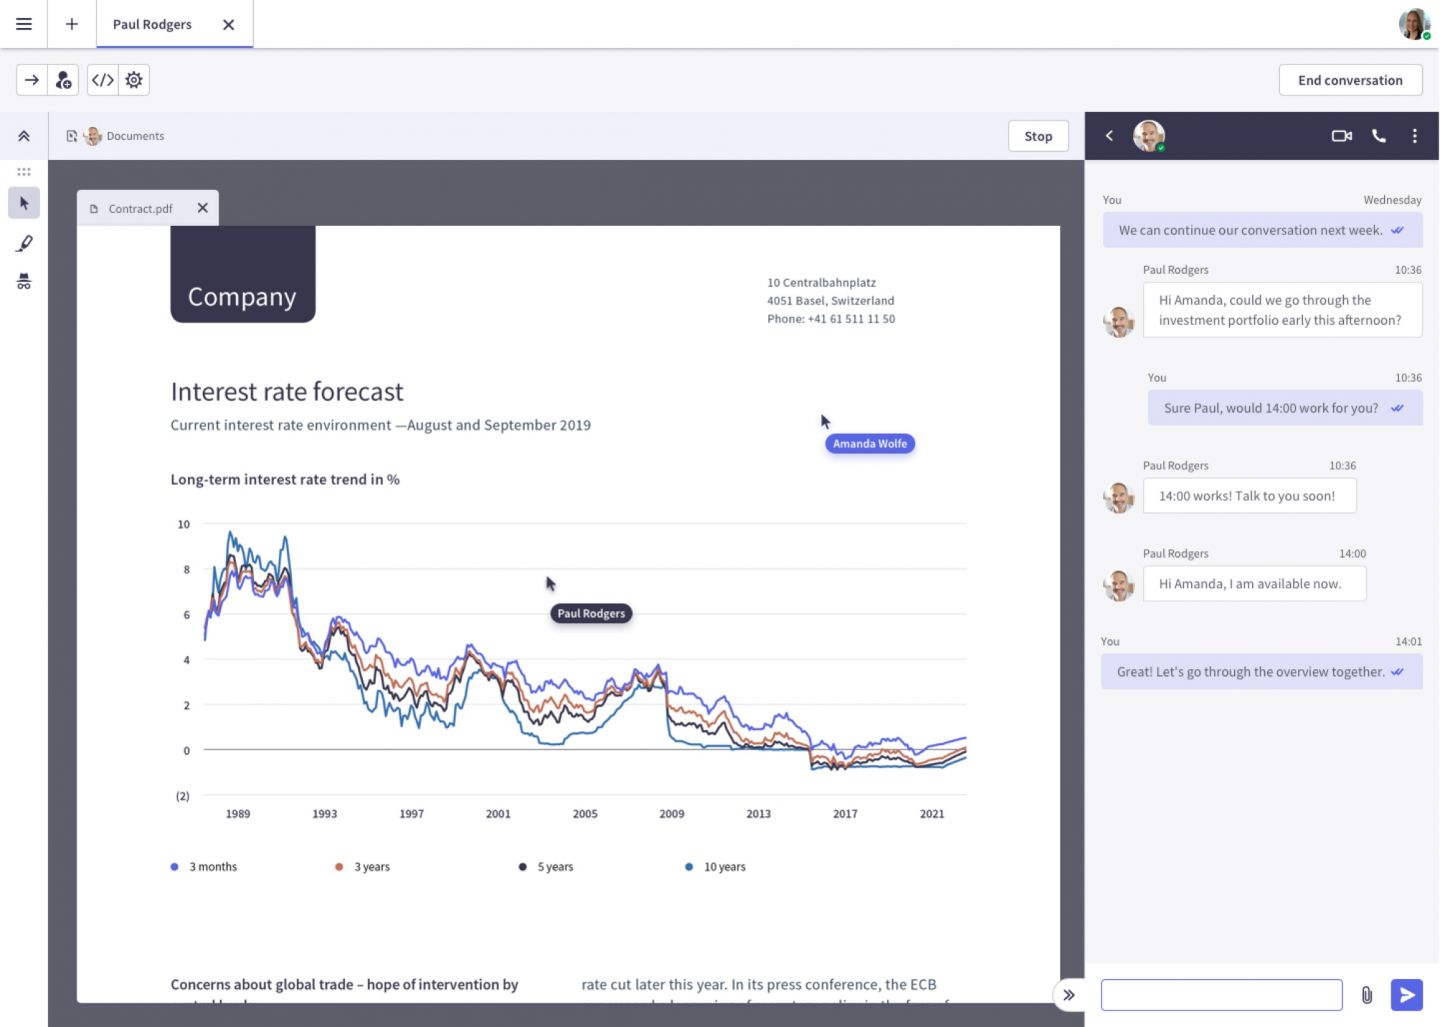 Paul Rodgers
End conversation
Documents
Stop
Contract.pdf
Company
10 Centralbahnplatz
4051 Basel, Switzerland
Phone: +41 61 511 11 50
Interest rate forecast
Current interest rate environment —August and September 2019
Amanda Wolfe
Long-term interest rate trend in %
10
8
6
4
2
0
(2)
Paul Rodgers
1989 1993 1997 2001 2005 2009 2013 2017 2021
3 months 3 years 5 years 10 years
Concerns about global trade – hope of intervention by
rate cut later this year. In its press conference, the ECB
You Wednesday
We can continue our conversation next week.
Paul Rodgers 10:36
Hi Amanda, could we go through the
investment portfolio early this afternoon?
You 10:36
Sure Paul, would 14:00 work for you?
Paul Rodgers 10:36
14:00 works! Talk to you soon!
Paul Rodgers 14:00
Hi Amanda, I am available now.
You 14:01
Great! Let's go through the overview together.